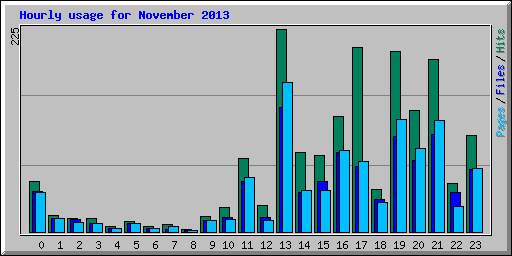 Hourly usage for November 2013
225
Pages / Files / Hits
0 1 2 3 4 5 6 7 8 9 10 11 12 13 14 15 16 17 18 19 20 21 22 23